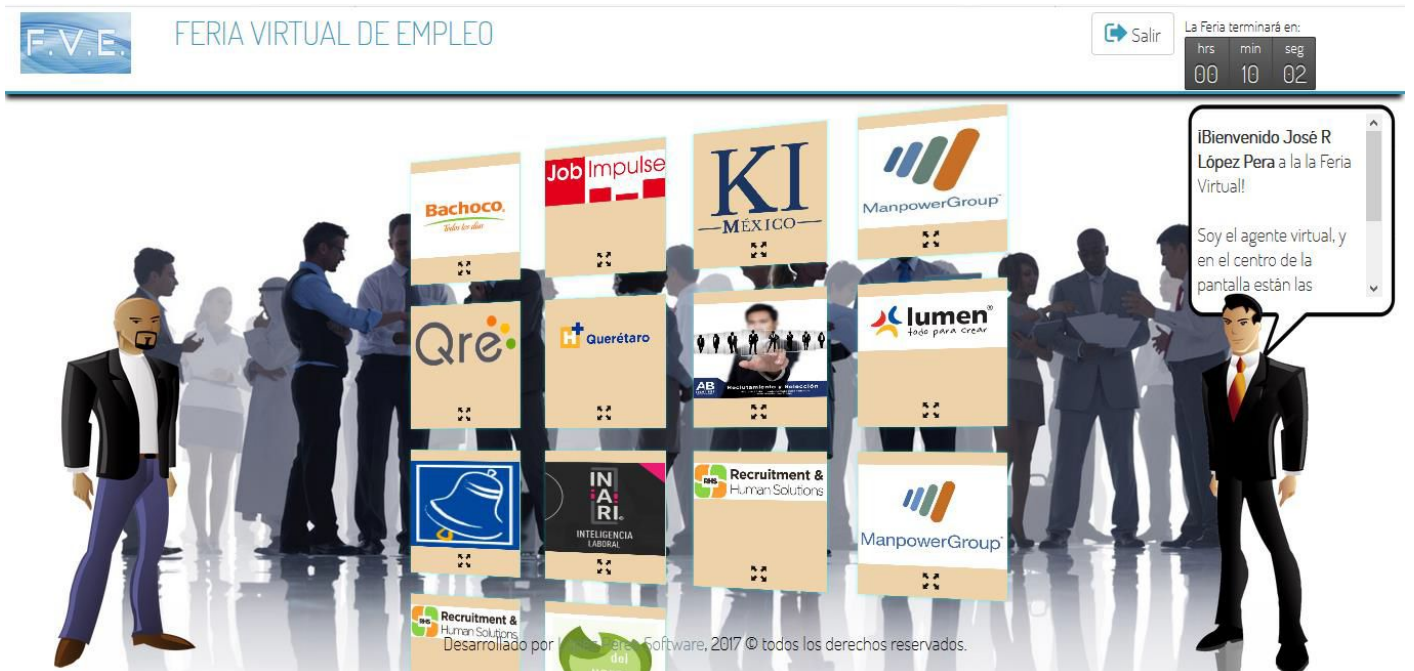 F.V.E.
FERIA VIRTUAL DE EMPLEO
Salir
La Feria terminará en:
hrs min seg
00 10 02
¡Bienvenido José R
López Pera a la la Feria
Virtual!
Soy el agente virtual, y
en el centro de la
pantalla están las
Bachoco
Todos los días
Job Impulse
KI
MÉXICO
ManpowerGroup
Qrē
H+ Querétaro
AB
Reclutamiento y Selección
lumen
todo para crear
INARI
INTELIGENCIA
LABORAL
RHS Recruitment &
Human Solutions
ManpowerGroup
RHS Recruitment &
Human Solutions
del
Desarrollado por Software, 2017 © todos los derechos reservados.